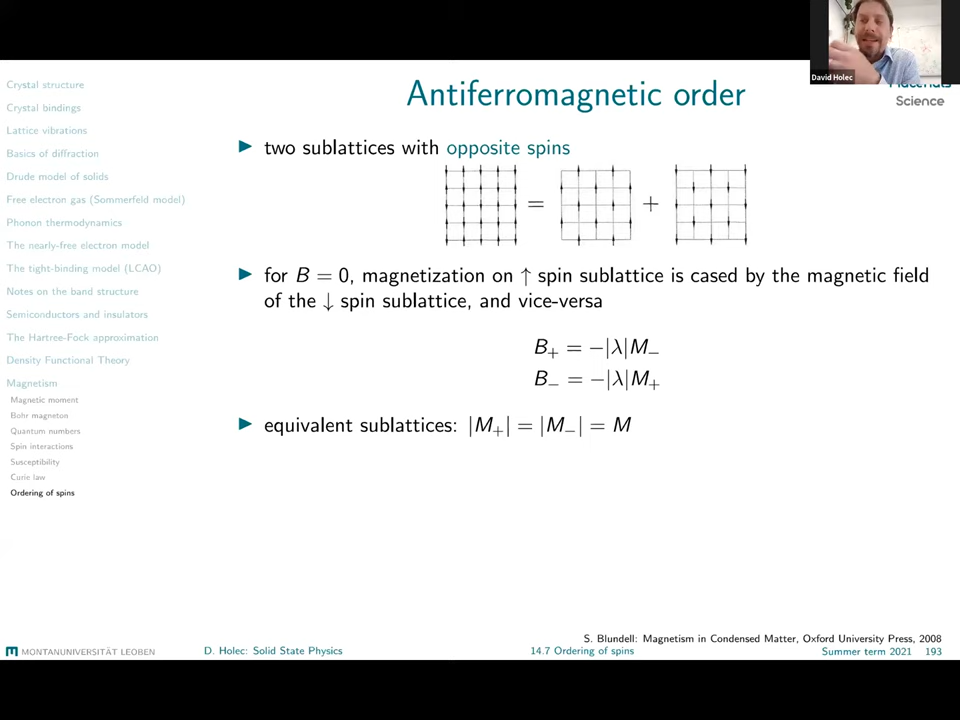 David Holec
Materials
Science
Crystal structure
Crystal bindings
Lattice vibrations
Basics of diffraction
Drude model of solids
Free electron gas (Sommerfeld model)
Phonon thermodynamics
The nearly-free electron model
The tight-binding model (LCAO)
Notes on the band structure
Semiconductors and insulators
The Hartree-Fock approximation
Density Functional Theory
Magnetism
Magnetic moment
Bohr magneton
Quantum numbers
Spin interactions
Susceptibility
Curie law
Ordering of spins
Antiferromagnetic order
▶ two sublattices with opposite spins
= +
▶ for B = 0, magnetization on ↑ spin sublattice is cased by the magnetic field
of the ↓ spin sublattice, and vice-versa
B₊ = −|λ|M₋
B₋ = −|λ|M₊
▶ equivalent sublattices: |M₊| = |M₋| = M
S. Blundell: Magnetism in Condensed Matter, Oxford University Press, 2008
MONTANUNIVERSITÄT LEOBEN D. Holec: Solid State Physics 14.7 Ordering of spins Summer term 2021 193